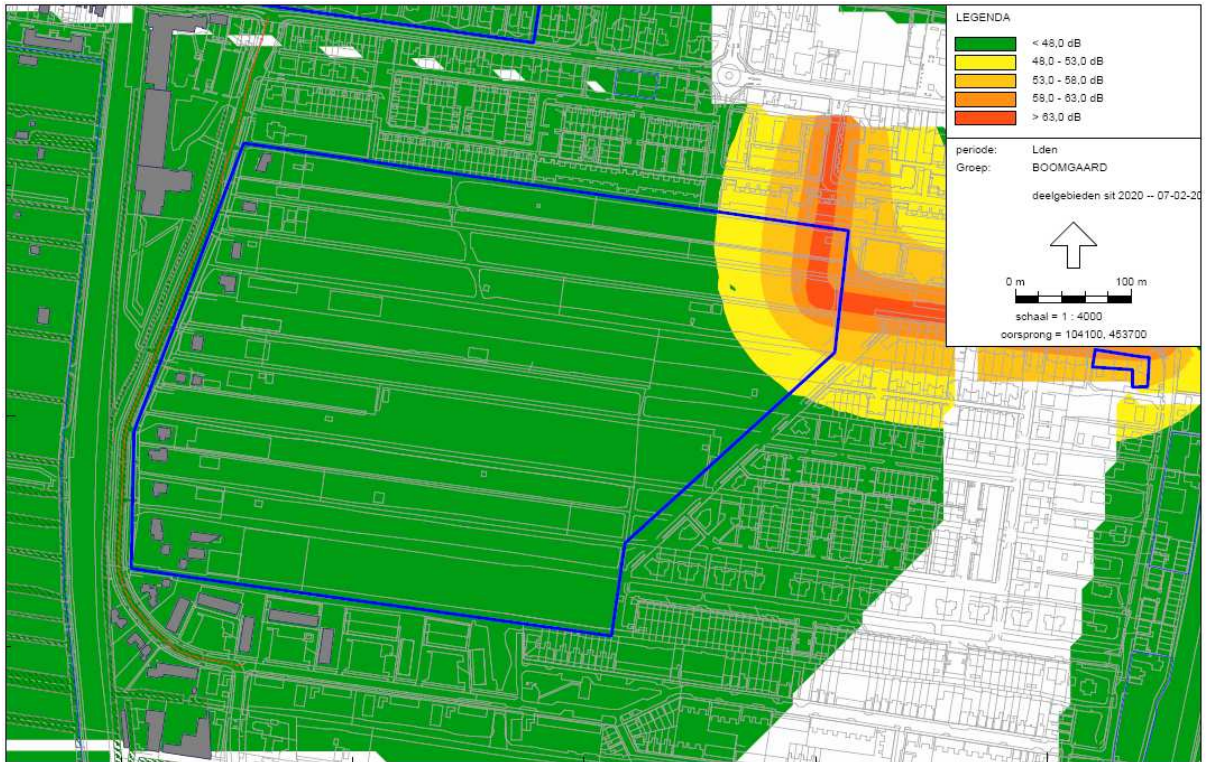 LEGENDA
< 48,0 dB
48,0 - 53,0 dB
53,0 - 58,0 dB
58,0 - 63,0 dB
> 63,0 dB
periode: Lden
Groep: BOOMGAARD
deelgebieden sit 2020 -- 07-02-20
0 m 100 m
schaal = 1 : 4000
oorsprong = 104100, 453700